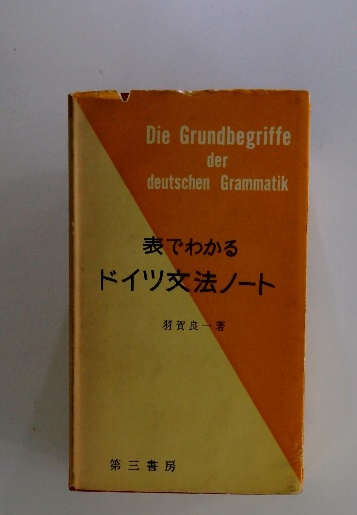 Die Grundbegriffe
der
deutschen Grammatik
表でわかる
ドイツ文法ノート
羽賀良一著
第三書房